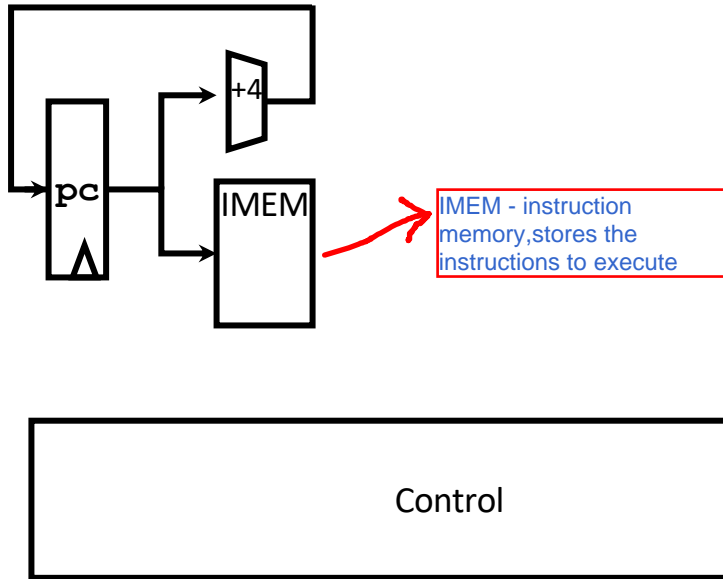 +4
pc
IMEM
IMEM - instruction
memory,stores the
instructions to execute
Control